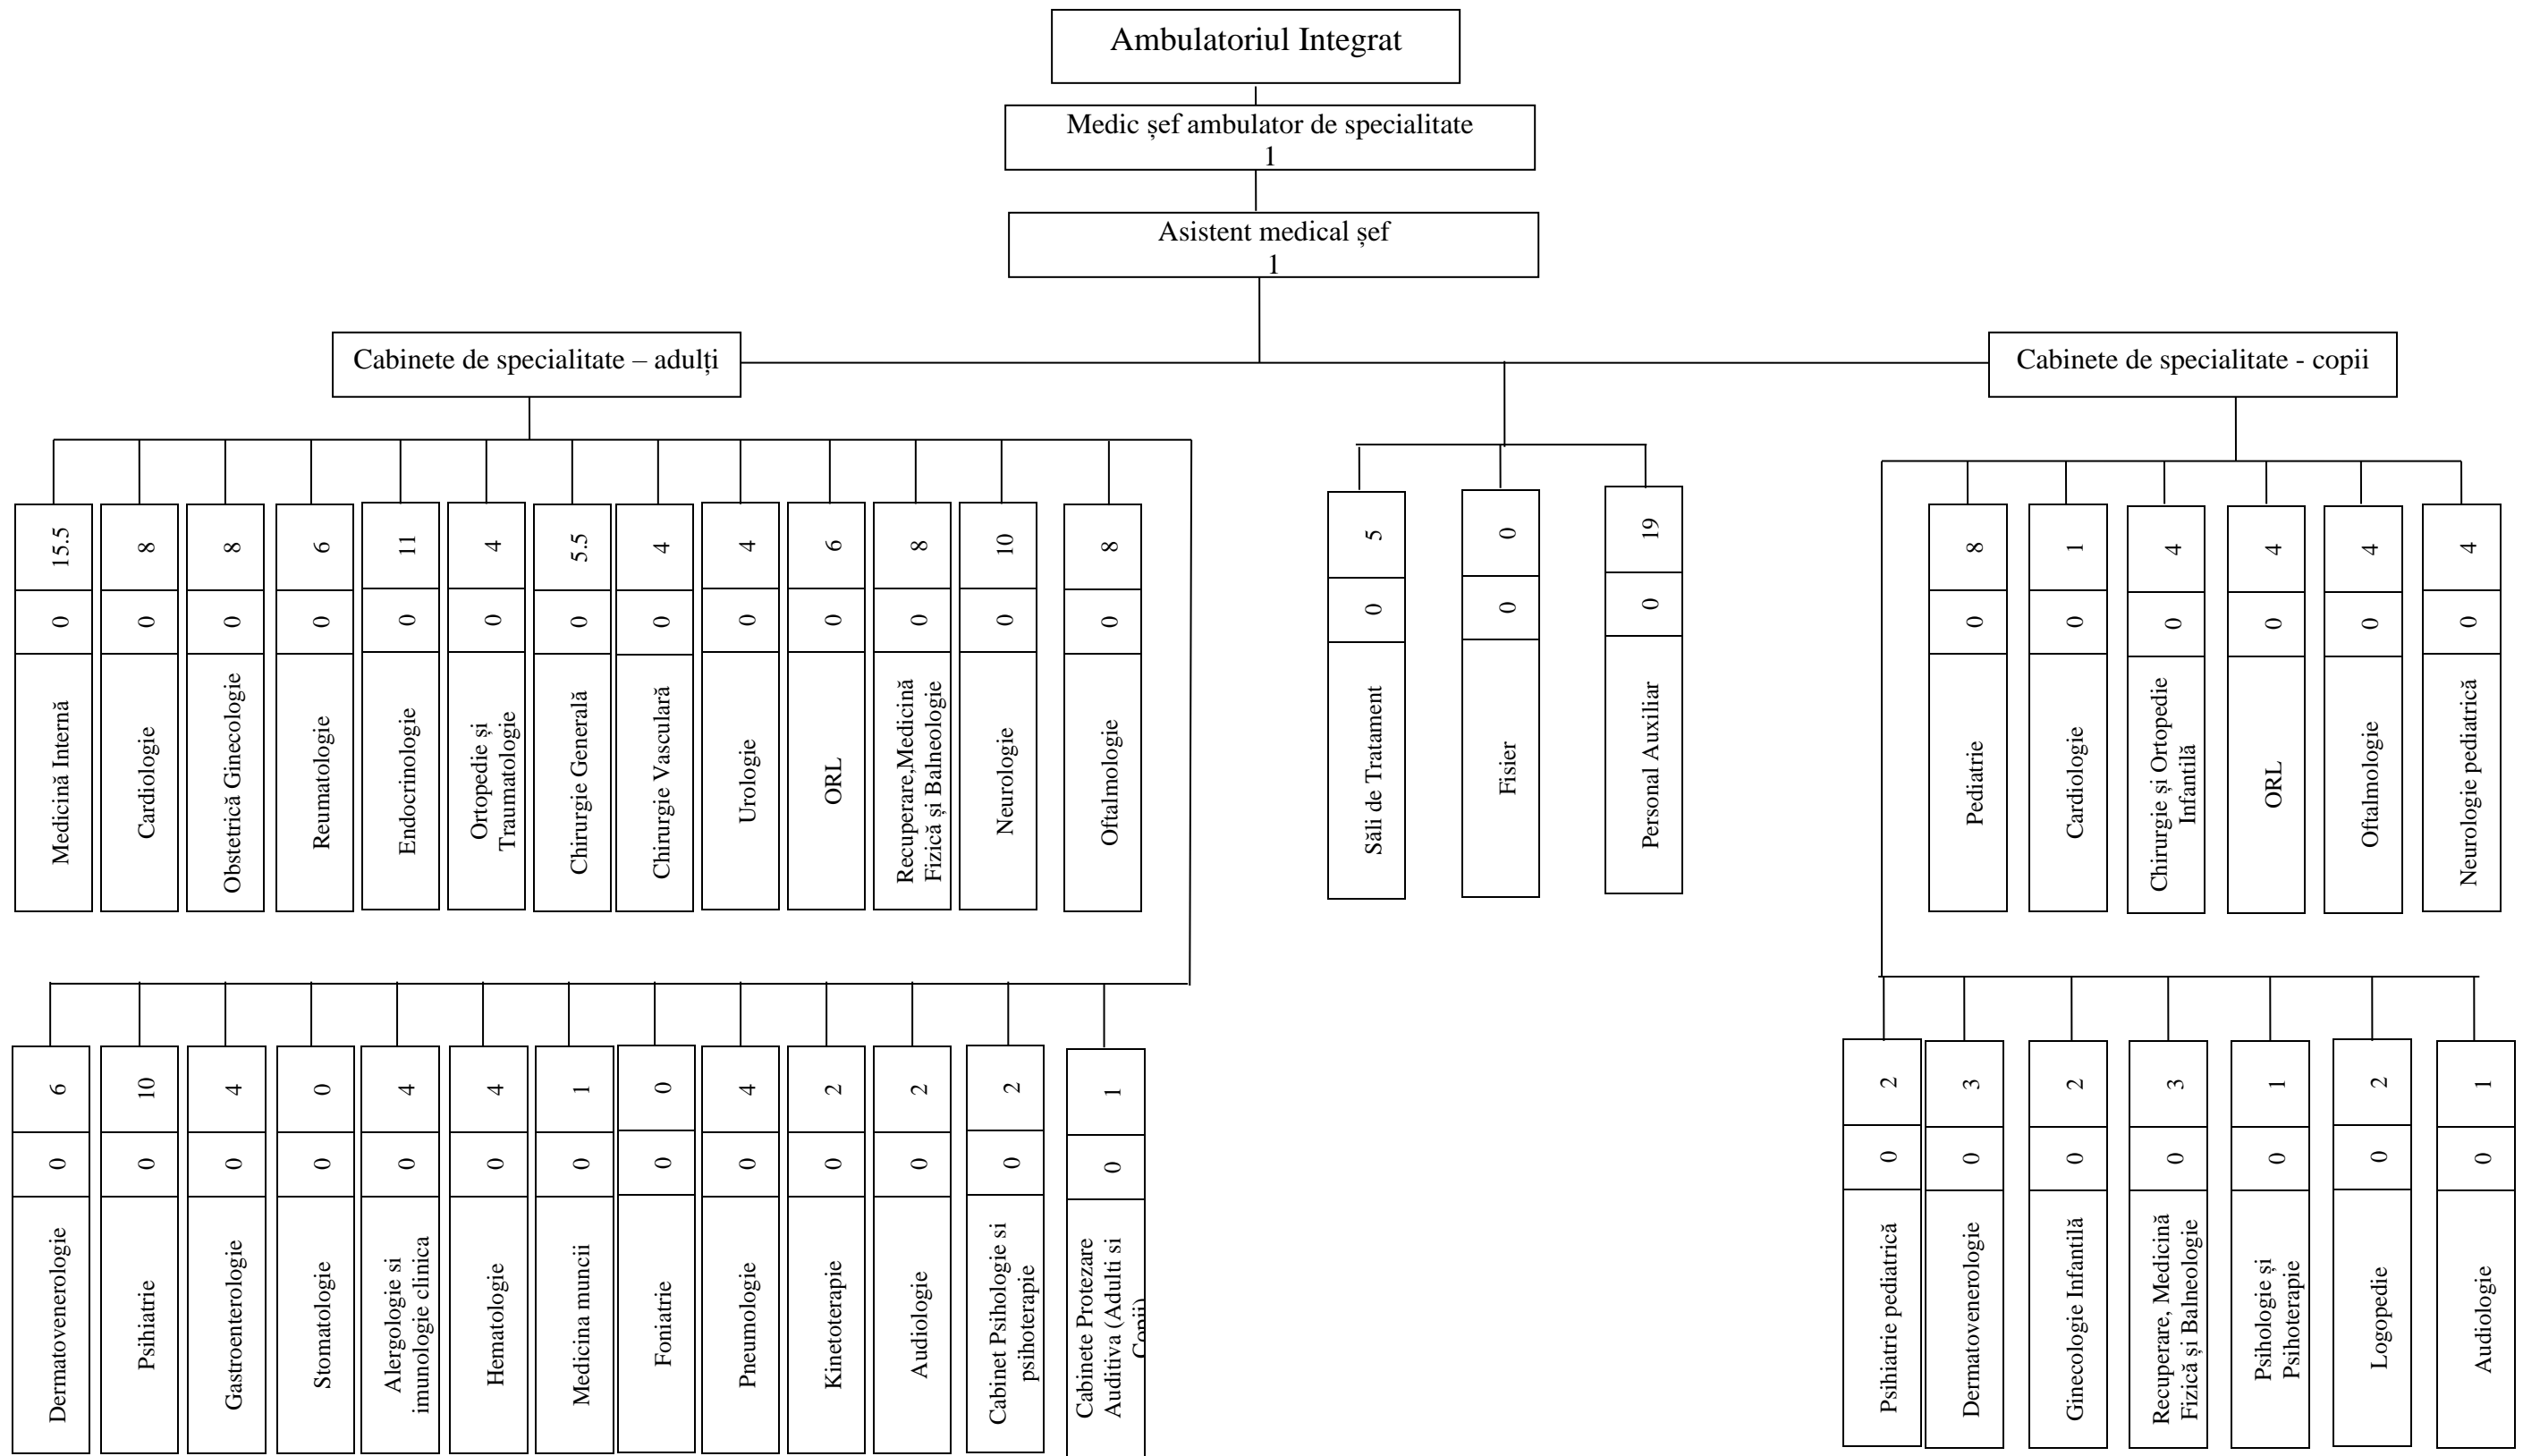 Ambulatoriul Integrat
Medic șef ambulator de specialitate
1
Asistent medical șef
1
Cabinete de specialitate – adulți
Cabinete de specialitate - copii
15.5
0
Medicină Internă
8
0
Cardiologie
8
0
Obstetrică Ginecologie
6
0
Reumatologie
11
0
Endocrinologie
4
0
Ortopedie și
Traumatologie
5.5
0
Chirurgie Generală
4
0
Chirurgie Vasculară
4
0
Urologie
6
0
ORL
8
0
Recuperare,Medicină
Fizică și Balneologie
10
0
Neurologie
8
0
Oftalmologie
5
0
Săli de Tratament
0
0
Fisier
19
0
Personal Auxiliar
8
0
Pediatrie
1
0
Cardiologie
4
0
Chirurgie și Ortopedie
Infantilă
4
0
ORL
4
0
Oftalmologie
4
0
Neurologie pediatrică
6
0
Dermatovenerologie
10
0
Psihiatrie
4
0
Gastroenterologie
0
0
Stomatologie
4
0
Alergologie si
imunologie clinica
4
0
Hematologie
1
0
Medicina muncii
0
0
Foniatrie
4
0
Pneumologie
2
0
Kinetoterapie
2
0
Audiologie
2
0
Cabinet Psihologie si
psihoterapie
1
0
Cabinete Protezare
Auditiva (Adulti si
Copii)
2
0
Psihiatrie pediatrică
3
0
Dermatovenerologie
2
0
Ginecologie Infantilă
3
0
Recuperare, Medicină
Fizică și Balneologie
1
0
Psihologie și
Psihoterapie
2
0
Logopedie
1
0
Audiologie